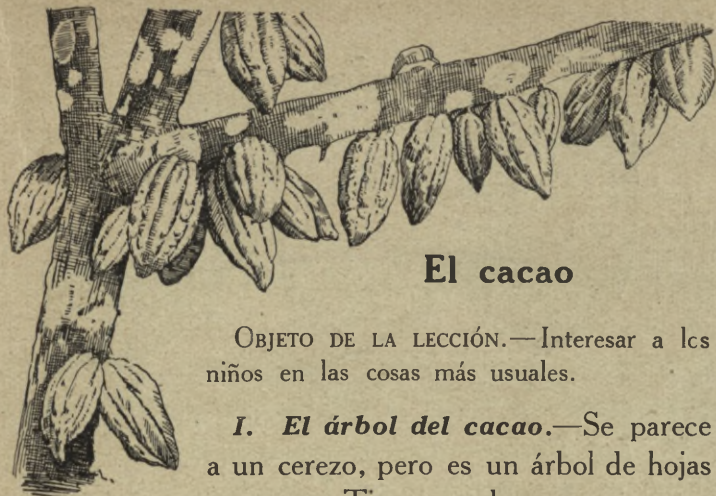 El cacao
OBJETO DE LA LECCIÓN.—Interesar a lcs
niños en las cosas más usuales.
I. El árbol del cacao.—Se parece
a un cerezo, pero es un árbol de hojas